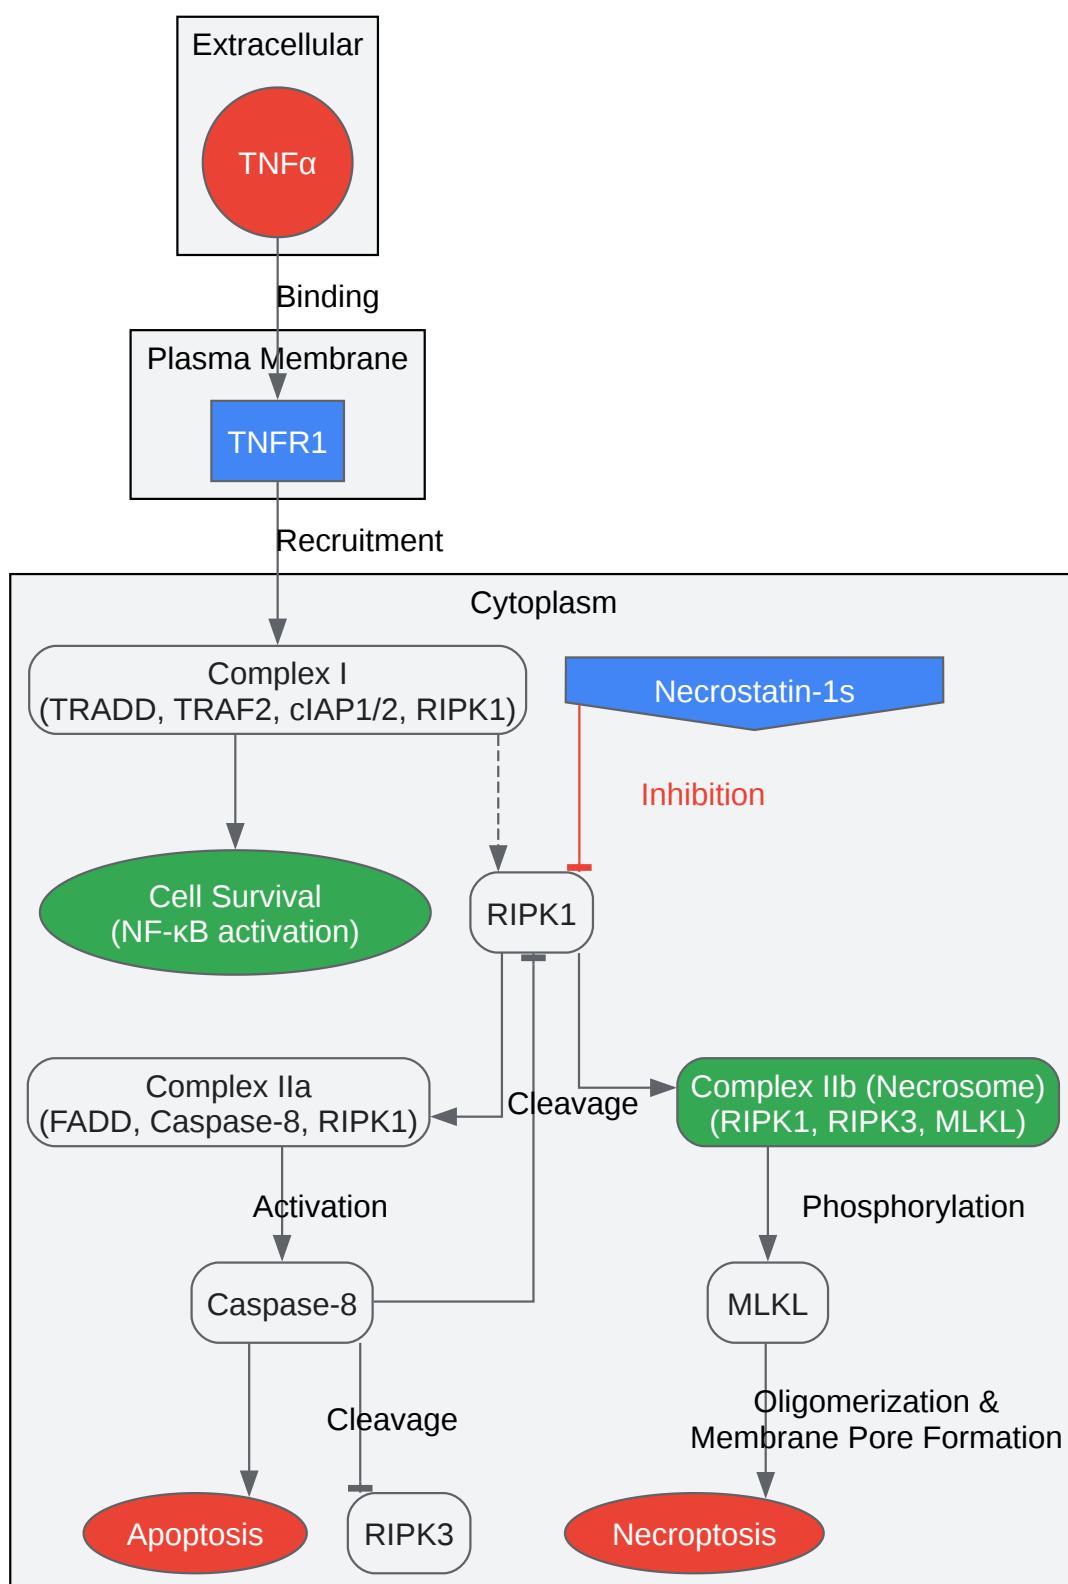 Extracellular
TNFα
Binding
Plasma Membrane
TNFR1
Recruitment
Cytoplasm
Complex I
(TRADD, TRAF2, cIAP1/2, RIPK1)
Necrostatin-1s
Inhibition
Cell Survival
(NF-κB activation)
RIPK1
Complex IIa
(FADD, Caspase-8, RIPK1)
Cleavage
Complex IIb (Necrosome)
(RIPK1, RIPK3, MLKL)
Activation
Phosphorylation
Caspase-8
MLKL
Cleavage
Oligomerization &
Membrane Pore Formation
Apoptosis
RIPK3
Necroptosis